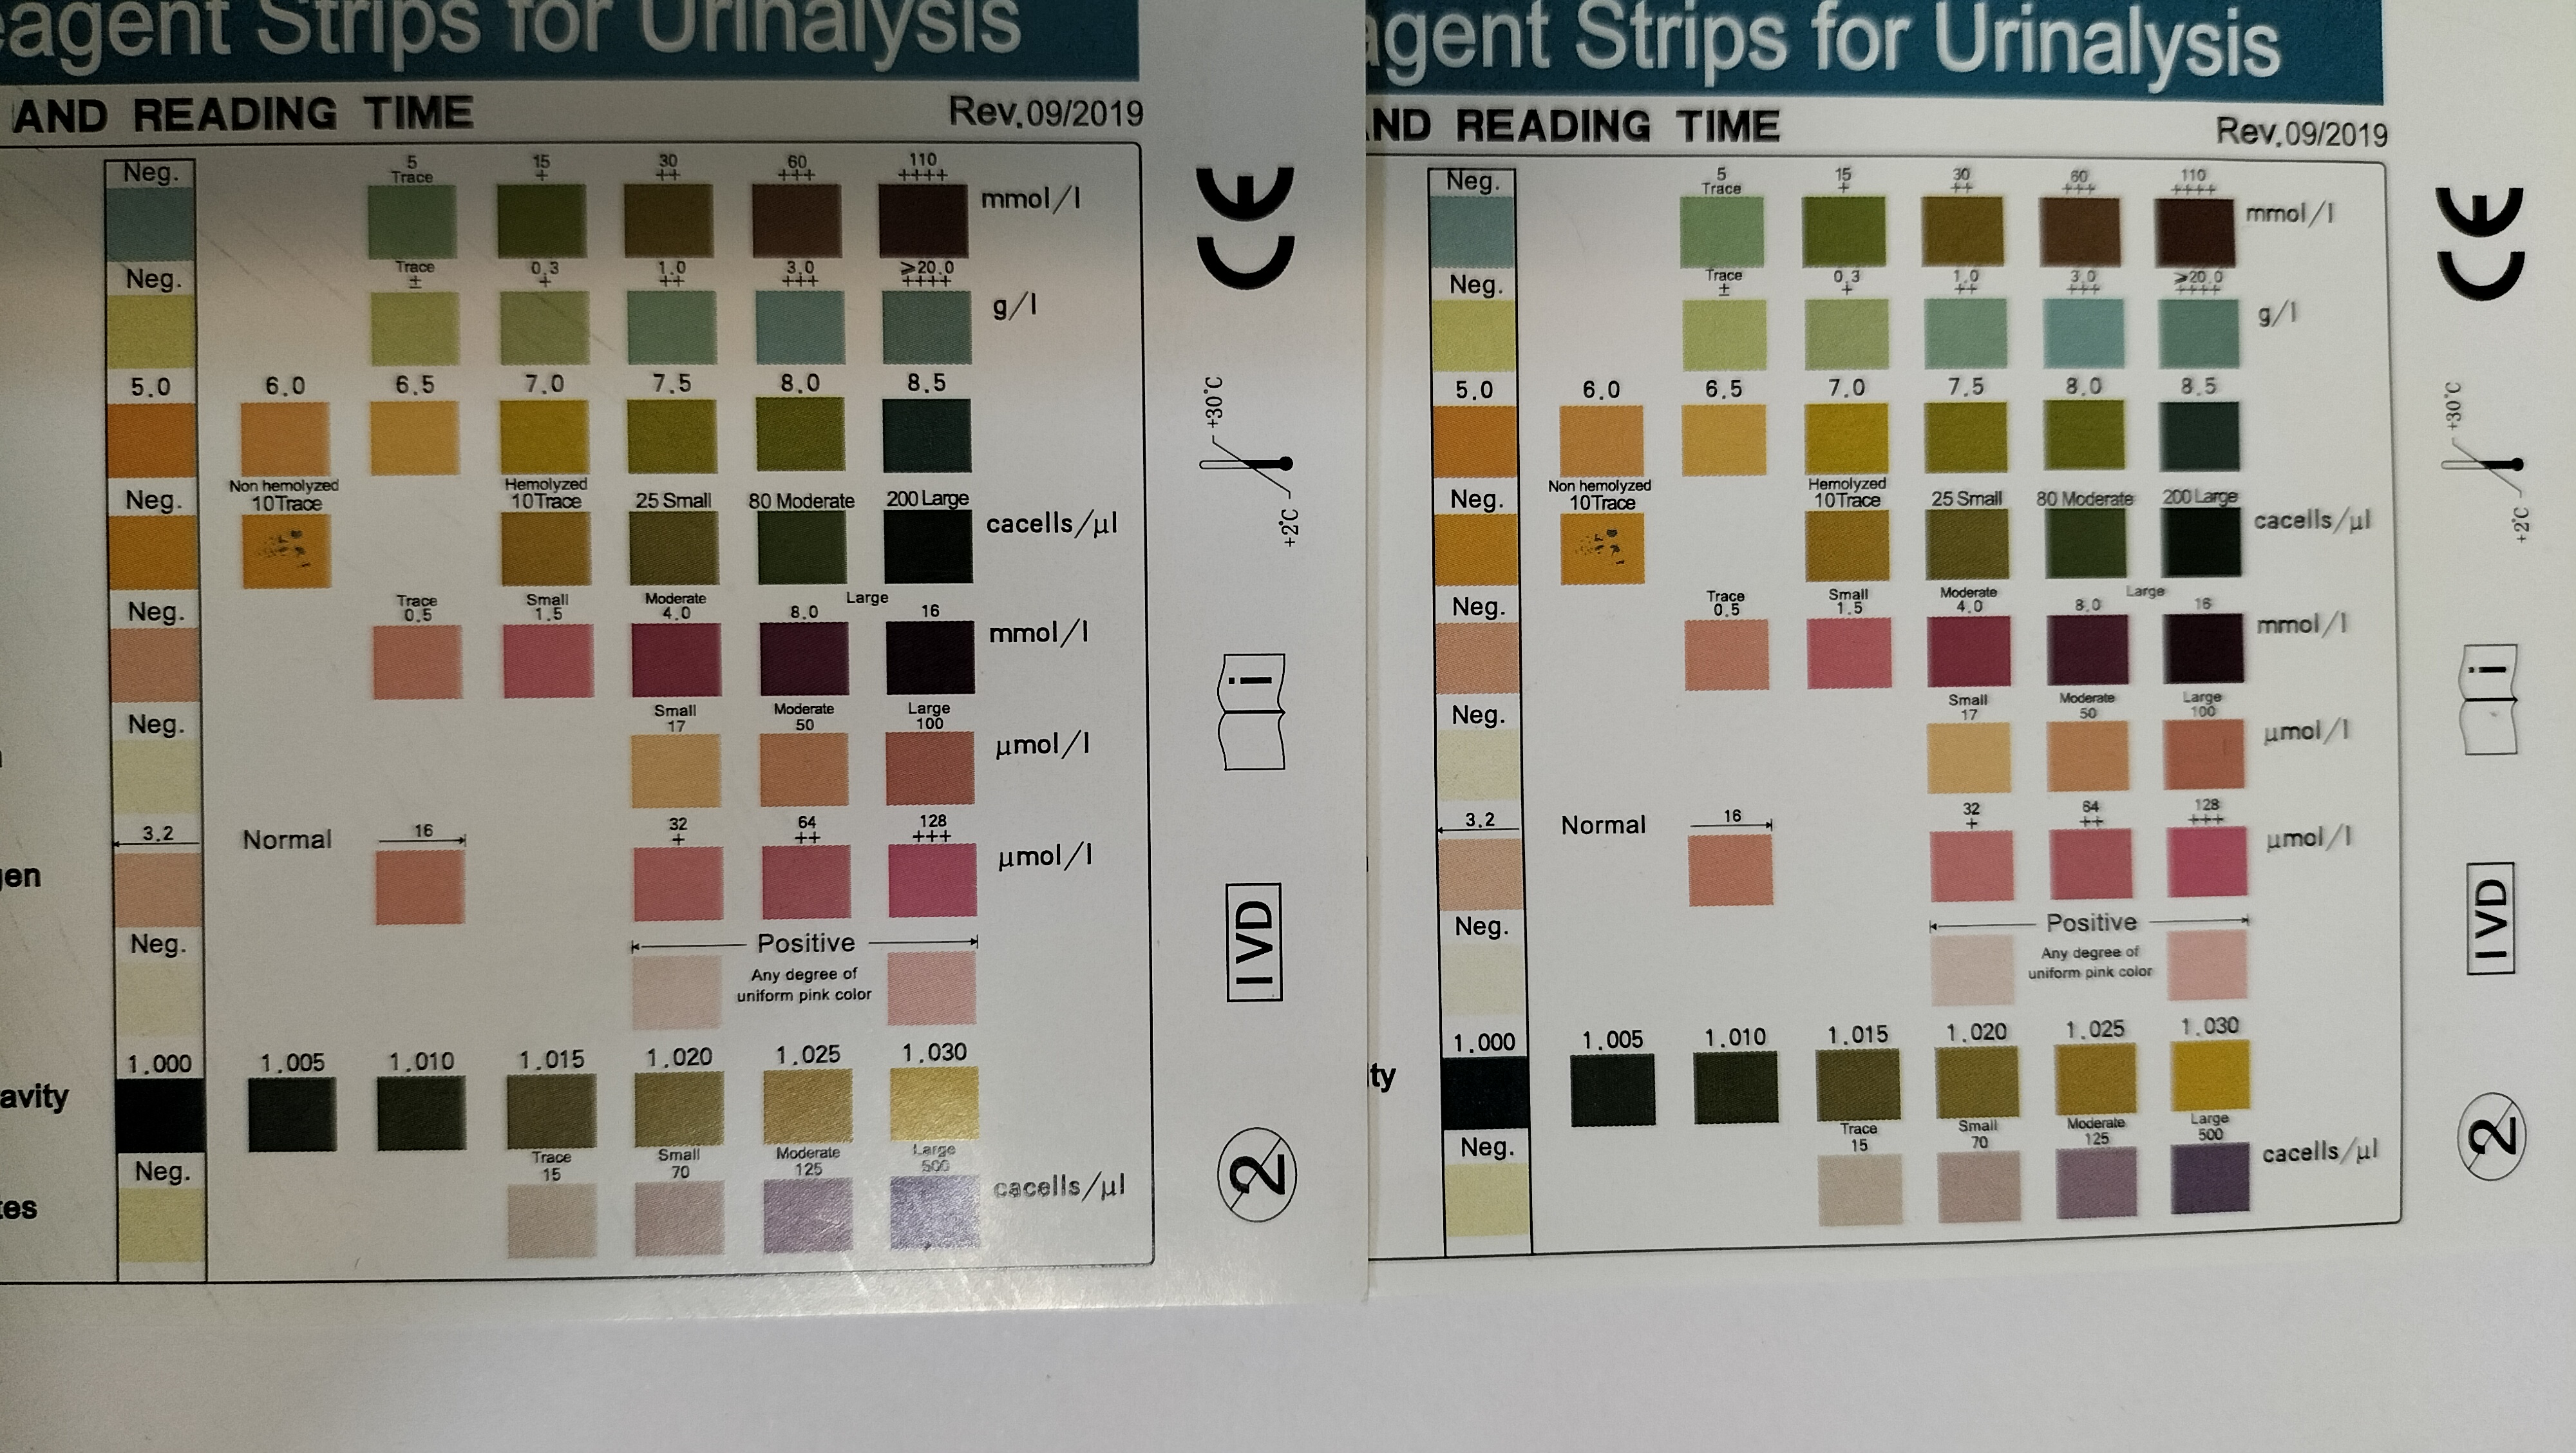 eagent Strips for Urinalysis
AND READING TIME
Rev.09/2019
Neg.
5 Trace
15 +
30 ++
60 +++
110 ++++
mmol/l
Neg.
Trace ±
0.3 +
1.0 ++
3.0 +++
≥20.0 ++++
g/l
5.0 6.0 6.5 7.0 7.5 8.0 8.5
Neg.
Non hemolyzed 10Trace
Hemolyzed 10Trace
25 Small
80 Moderate
200 Large
cacells/µl
Neg.
Trace 0.5
Small 1.5
Moderate 4.0
8.0 Large 16
mmol/l
Neg.
Small 17
Moderate 50
Large 100
µmol/l
gen
3.2 Normal 16
32 +
64 ++
128 +++
µmol/l
Neg.
Positive
Any degree of
uniform pink color
avity
1.000 1.005 1.010 1.015 1.020 1.025 1.030
tes
Neg.
Trace 15
Small 70
Moderate 125
Large 500
cacells/µl
CE
+30°C
+2°C
i
IVD
2
agent Strips for Urinalysis
ND READING TIME
Rev.09/2019
Neg.
5 Trace
15 +
30 ++
60 +++
110 ++++
mmol/l
Neg.
Trace ±
0.3 +
1.0 ++
3.0 +++
≥20.0 ++++
g/l
5.0 6.0 6.5 7.0 7.5 8.0 8.5
Neg.
Non hemolyzed 10Trace
Hemolyzed 10Trace
25 Small
80 Moderate
200 Large
cacells/µl
Neg.
Trace 0.5
Small 1.5
Moderate 4.0
8.0 Large 16
mmol/l
Neg.
Small 17
Moderate 50
Large 100
µmol/l
3.2 Normal 16
32 +
64 ++
128 +++
µmol/l
Neg.
Positive
Any degree of
uniform pink color
ty
1.000 1.005 1.010 1.015 1.020 1.025 1.030
Neg.
Trace 15
Small 70
Moderate 125
Large 500
cacells/µl
CE
+30°C
+2°C
i
IVD
2